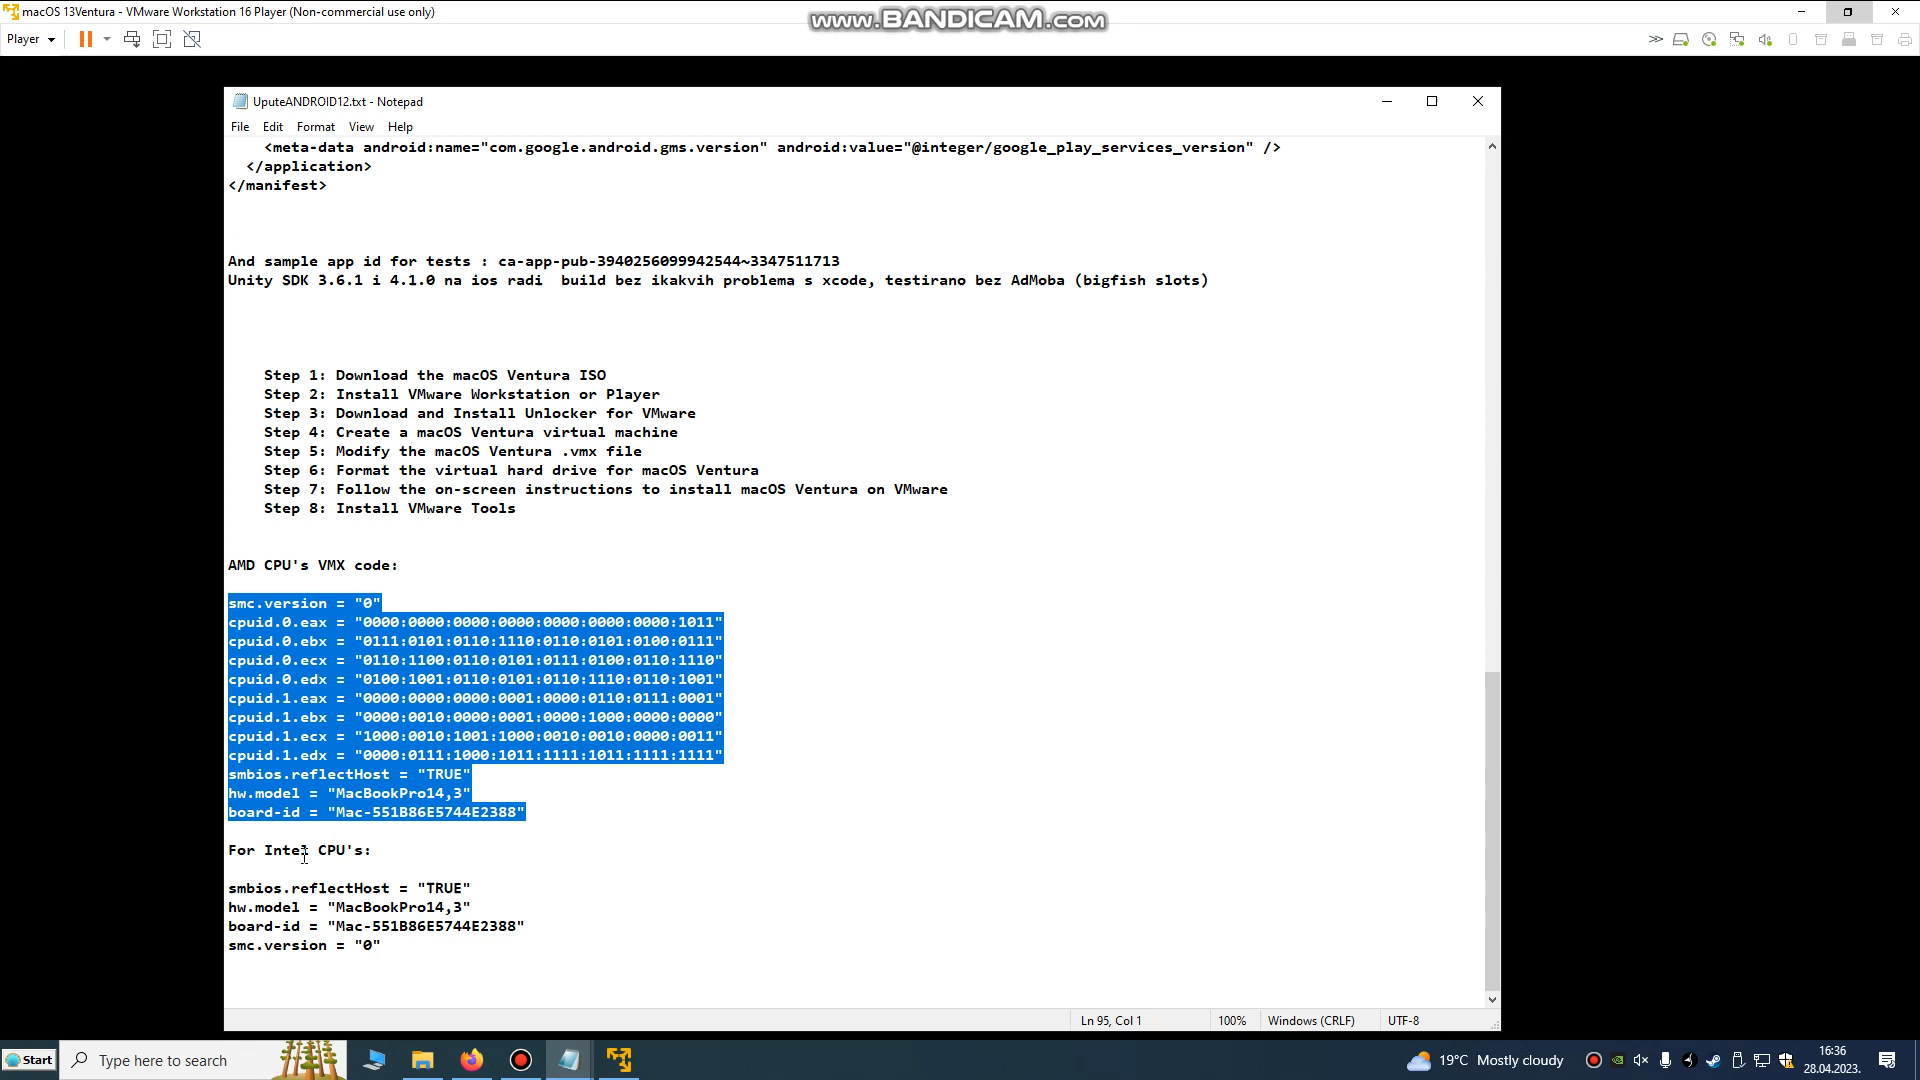 macOS 13Ventura - VMware Workstation 16 Player (Non-commercial use only)
www.BANDICAM.com
Player
UputeANDROID12.txt - Notepad
File Edit Format View Help
<meta-data android:name="com.google.android.gms.version" android:value="@integer/google_play_services_version" />
</application>
</manifest>
And sample app id for tests : ca-app-pub-3940256099942544~3347511713
Unity SDK 3.6.1 i 4.1.0 na ios radi  build bez ikakvih problema s xcode, testirano bez AdMoba (bigfish slots)
Step 1: Download the macOS Ventura ISO
Step 2: Install VMware Workstation or Player
Step 3: Download and Install Unlocker for VMware
Step 4: Create a macOS Ventura virtual machine
Step 5: Modify the macOS Ventura .vmx file
Step 6: Format the virtual hard drive for macOS Ventura
Step 7: Follow the on-screen instructions to install macOS Ventura on VMware
Step 8: Install VMware Tools
AMD CPU's VMX code:
smc.version = "0"
cpuid.0.eax = "0000:0000:0000:0000:0000:0000:0000:1011"
cpuid.0.ebx = "0111:0101:0110:1110:0110:0101:0100:0111"
cpuid.0.ecx = "0110:1100:0110:0101:0111:0100:0110:1110"
cpuid.0.edx = "0100:1001:0110:0101:0110:1110:0110:1001"
cpuid.1.eax = "0000:0000:0000:0001:0000:0110:0111:0001"
cpuid.1.ebx = "0000:0010:0000:0001:0000:1000:0000:0000"
cpuid.1.ecx = "1000:0010:1001:1000:0010:0010:0000:0011"
cpuid.1.edx = "0000:0111:1000:1011:1111:1011:1111:1111"
smbios.reflectHost = "TRUE"
hw.model = "MacBookPro14,3"
board-id = "Mac-551B86E5744E2388"
For Intel CPU's:
smbios.reflectHost = "TRUE"
hw.model = "MacBookPro14,3"
board-id = "Mac-551B86E5744E2388"
smc.version = "0"
Ln 95, Col 1 100% Windows (CRLF) UTF-8
Start Type here to search 19°C Mostly cloudy 16:36
28.04.2023.